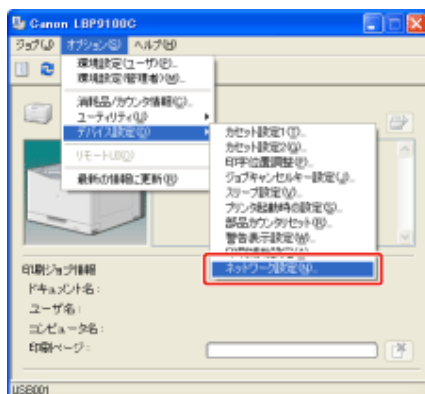 Canon LBP9100C
ジョブ(J) オプション(O) ヘルプ(H)
環境設定(ユーザ)(E)...
環境設定(管理者)(M)...
消耗品/カウンタ情報(C)...
ユーティリティ(U)
デバイス設定(D)
リモートUI(X)
最新の情報に更新(R)
カセット設定1(T)...
カセット設定2(G)...
印字位置調整(P)...
ジョブキャンセルキー設定(J)...
スリープ設定(V)...
プリンタ起動時の設定(S)...
部品カウンタリセット(R)...
警告表示設定(W)...
ネットワーク設定(N)...
印刷ジョブ情報
ドキュメント名:
ユーザ名:
コンピュータ名:
印刷ページ:
USB001